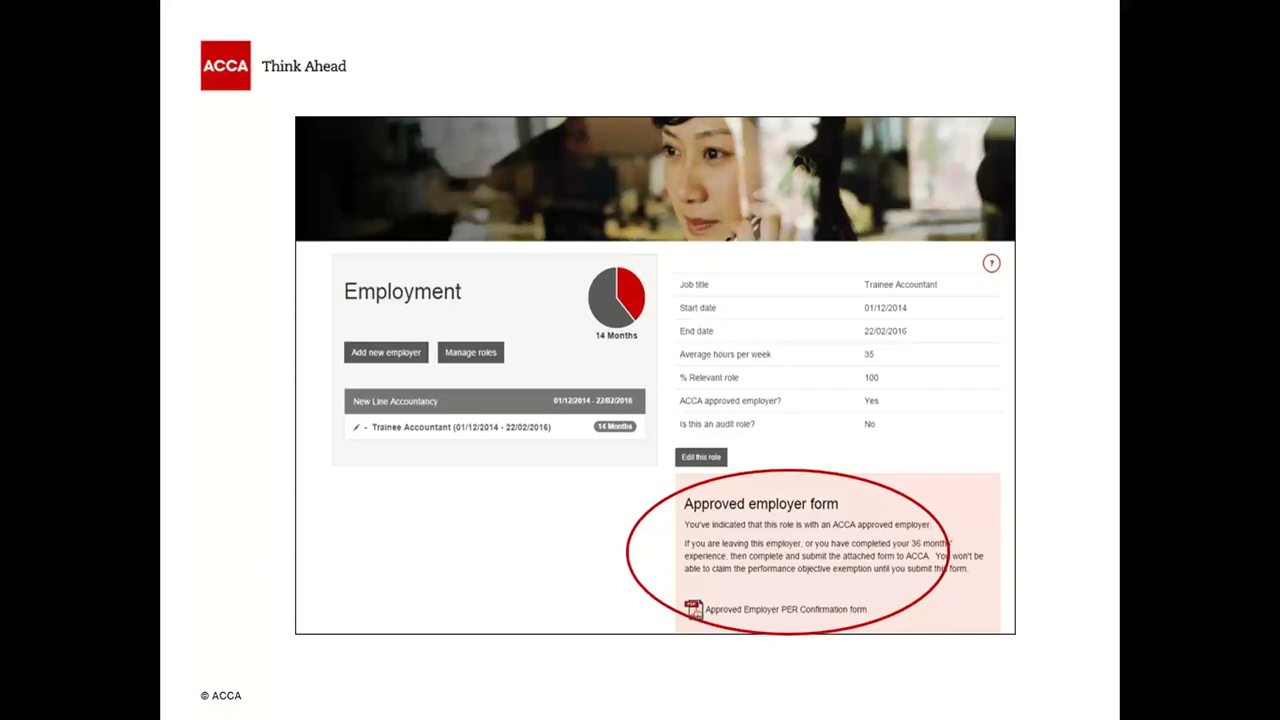 ACCA Think Ahead
Employment
14 Months
Add new employer Manage roles
New Line Accountancy 01/12/2014 - 22/02/2016
- Trainee Accountant (01/12/2014 - 22/02/2016) 14 Months
?
Job title Trainee Accountant
Start date 01/12/2014
End date 22/02/2016
Average hours per week 35
% Relevant role 100
ACCA approved employer? Yes
Is this an audit role? No
Edit this role
Approved employer form
You've indicated that this role is with an ACCA approved employer.
If you are leaving this employer, or you have completed your 36 months'
experience, then complete and submit the attached form to ACCA. You won't be
able to claim the performance objective exemption until you submit this form.
PDF
Approved Employer PER Confirmation form
© ACCA